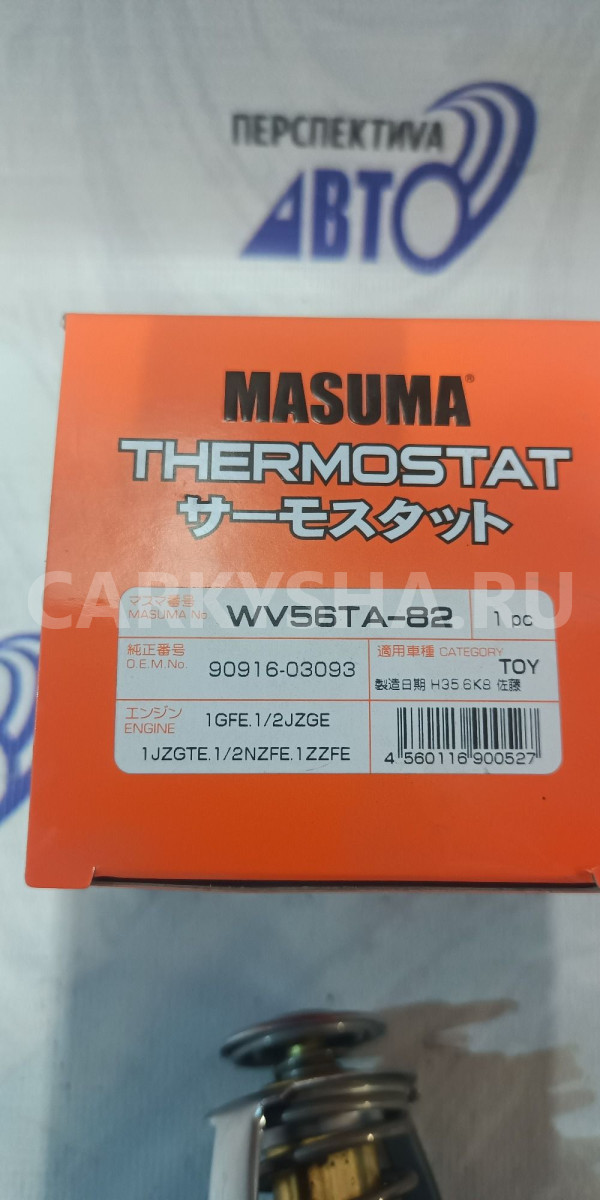 ПЕРСПЕКТИVА
АВТО
MASUMA®
THERMOSTAT
サーモスタット
CARKYSHA.RU
マスマ番号
MASUMA No
WV56TA-82
1 pc
純正番号
O.E.M.No.
90916-03093
適用車種 CATEGORY
TOY
製造日期 H35 6K8 佐藤
エンジン
ENGINE
1GFE.1/2JZGE
1JZGTE.1/2NZFE.1ZZFE
4 560116 900527